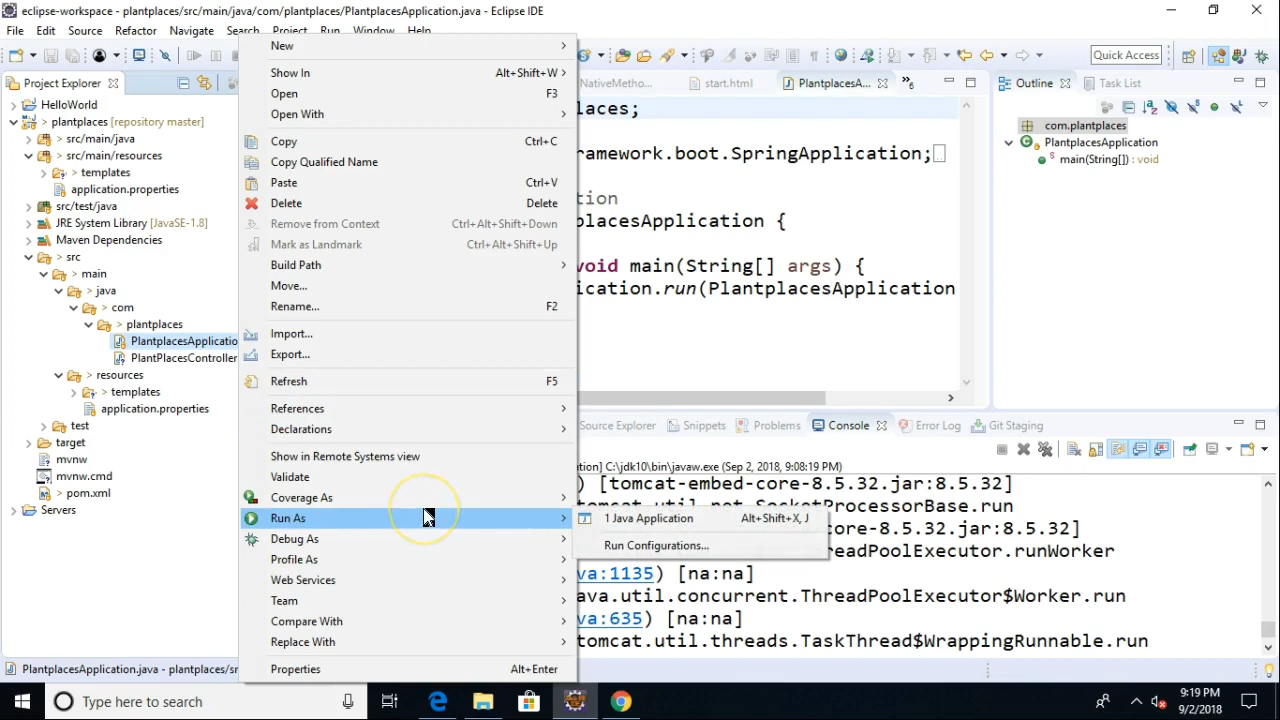 eclipse-workspace - plantplaces/src/main/java/com/plantplaces/PlantplacesApplication.java - Eclipse IDE
File Edit Source Refactor Navigate Search Project Run Window Help
Quick Access
Project Explorer
HelloWorld
> plantplaces [repository master]
> src/main/java
> src/main/resources
> templates
application.properties
src/test/java
JRE System Library [JavaSE-1.8]
Maven Dependencies
> src
> main
> java
> com
> plantplaces
PlantplacesApplicatio
PlantPlacesController
> resources
> templates
application.properties
> test
target
mvnw
mvnw.cmd
> pom.xml
Servers
New
Show In Alt+Shift+W
Open F3
Open With
Copy Ctrl+C
Copy Qualified Name
Paste Ctrl+V
Delete Delete
Remove from Context Ctrl+Alt+Shift+Down
Mark as Landmark Ctrl+Alt+Shift+Up
Build Path
Move...
Rename... F2
Import...
Export...
Refresh F5
References
Declarations
Show in Remote Systems view
Validate
Coverage As
Run As
Debug As
Profile As
Web Services
Team
Compare With
Replace With
Properties Alt+Enter
1 Java Application Alt+Shift+X, J
Run Configurations...
NativeMetho... start.html PlantplacesA... »6
laces;
ramework.boot.SpringApplication;
tion
tplacesApplication {
void main(String[] args) {
ication.run(PlantplacesApplication
Outline Task List
com.plantplaces
PlantplacesApplication
main(String[]) : void
Source Explorer Snippets Problems Console Error Log Git Staging
ation] C:\jdk10\bin\javaw.exe (Sep 2, 2018, 9:08:19 PM)
) [tomcat-embed-core-8.5.32.jar:8.5.32]
tomcat.util.net.SocketProcessorBase.run
core-8.5.32.jar:8.5.32]
ThreadPoolExecutor.runWorker
va:1135) [na:na]
ava.util.concurrent.ThreadPoolExecutor$Worker.run
va:635) [na:na]
tomcat.util.threads.TaskThread$WrappingRunnable.run
PlantplacesApplication.java - plantplaces/sr
Type here to search
9:19 PM
9/2/2018